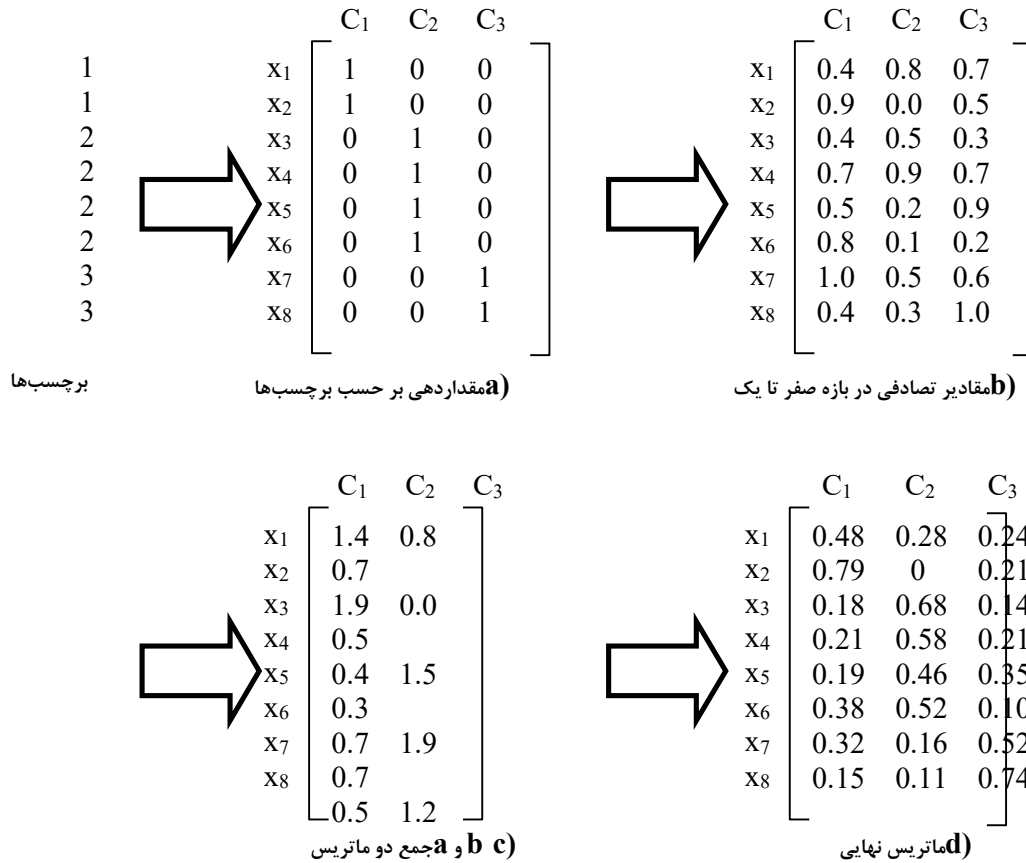 C1 C2 C3
1
1
2
2
2
2
3
3
x1 1 0 0
x2 1 0 0
x3 0 1 0
x4 0 1 0
x5 0 1 0
x6 0 1 0
x7 0 0 1
x8 0 0 1
برچسب‌ها
a) مقداردهی بر حسب برچسب‌ها
C1 C2 C3
x1 0.4 0.8 0.7
x2 0.9 0.0 0.5
x3 0.4 0.5 0.3
x4 0.7 0.9 0.7
x5 0.5 0.2 0.9
x6 0.8 0.1 0.2
x7 1.0 0.5 0.6
x8 0.4 0.3 1.0
b) مقادیر تصادفی در بازه صفر تا یک
C1 C2 C3
x1 1.4 0.8
x2 0.7
x3 1.9 0.0
x4 0.5
x5 0.4 1.5
x6 0.3
x7 0.7 1.9
x8 0.7
0.5 1.2
c) جمع دو ماتریس a و b
C1 C2 C3
x1 0.48 0.28 0.24
x2 0.79 0 0.21
x3 0.18 0.68 0.14
x4 0.21 0.58 0.21
x5 0.19 0.46 0.35
x6 0.38 0.52 0.10
x7 0.32 0.16 0.52
x8 0.15 0.11 0.74
d) ماتریس نهایی